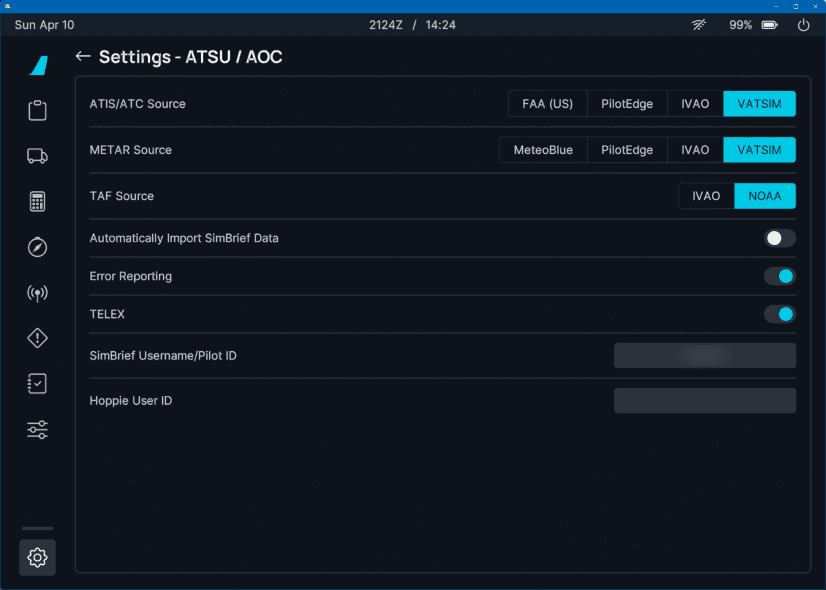 Sun Apr 10
2124Z / 14:24
99%
Settings - ATSU / AOC
ATIS/ATC Source
FAA (US) PilotEdge IVAO VATSIM
METAR Source
MeteoBlue PilotEdge IVAO VATSIM
TAF Source
IVAO NOAA
Automatically Import SimBrief Data
Error Reporting
TELEX
SimBrief Username/Pilot ID
Hoppie User ID